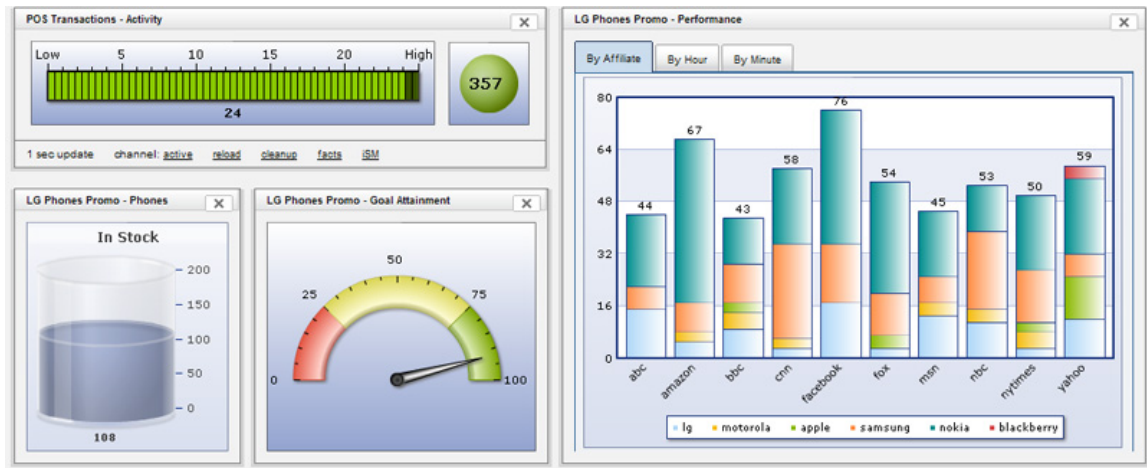 POS Transactions - Activity
Low 5 10 15 20 High
24
357
1 sec update channel: active reload cleanup facts iSM
LG Phones Promo - Phones
In Stock
200
150
100
50
0
108
LG Phones Promo - Goal Attainment
0 25 50 75 100
LG Phones Promo - Performance
By Affiliate By Hour By Minute
80
64
48
32
16
0
44 67 43 58 76 54 45 53 50 59
abc amazon bbc cnn facebook fox msn nbc nytimes yahoo
lg motorola apple samsung nokia blackberry